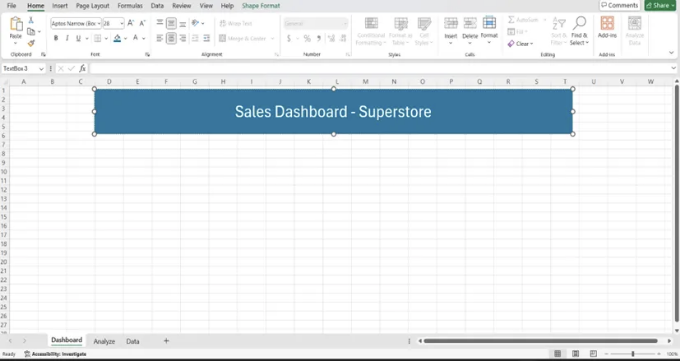 File Home Insert Page Layout Formulas Data Review View Help Shape Format Comments Share
Aptos Narrow (Bod 28 A A Wrap Text General AutoSum
Paste B I U Merge & Center $ % Conditional Format as Cell Insert Delete Format Fill Sort & Find & Add-ins Analyze
Formatting Table Styles Clear Filter Select Data
Clipboard Font Alignment Number Styles Cells Editing Add-ins
TextBox 3 fx
A B C D E F G H I J K L M N O P Q R S T U V W
1
2
3
Sales Dashboard - Superstore
4
5
6
7
8
9
10
11
12
13
14
15
16
17
18
19
20
21
22
23
24
25
26
27
Dashboard Analyze Data +
Ready Accessibility: Investigate 100%